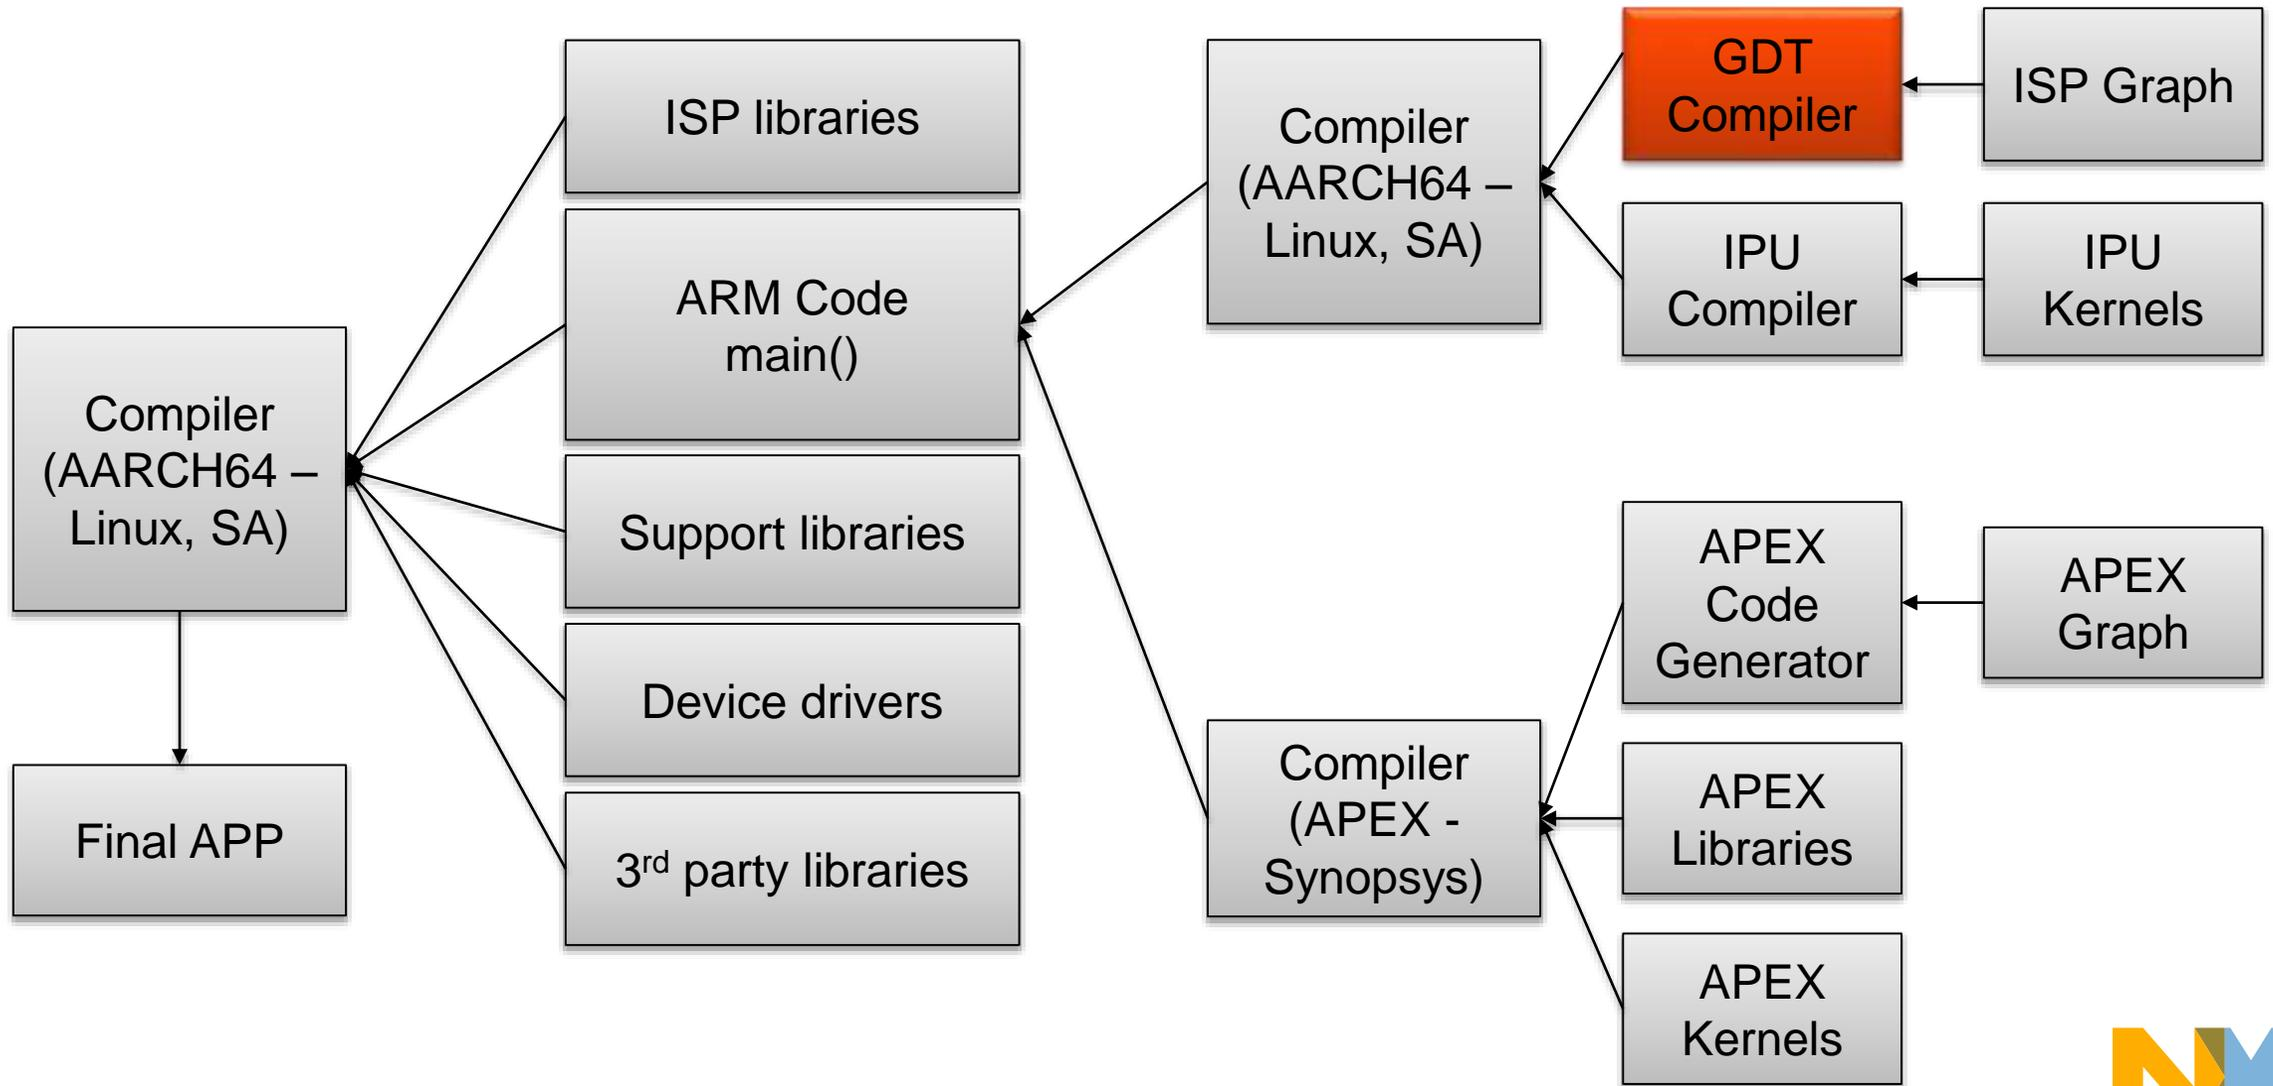 ISP libraries
ARM Code
main()
Support libraries
Device drivers
3rd party libraries
Compiler
(AARCH64 –
Linux, SA)
Final APP
Compiler
(AARCH64 –
Linux, SA)
GDT
Compiler
ISP Graph
IPU
Compiler
IPU
Kernels
Compiler
(APEX -
Synopsys)
APEX
Code
Generator
APEX
Graph
APEX
Libraries
APEX
Kernels